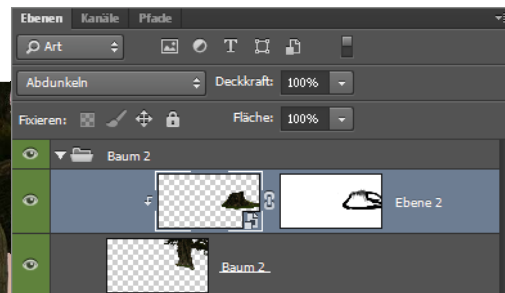 Ebenen Kanäle Pfade
Art
Abdunkeln Deckkraft: 100%
Fixieren: Fläche: 100%
Baum 2
Ebene 2
Baum 2